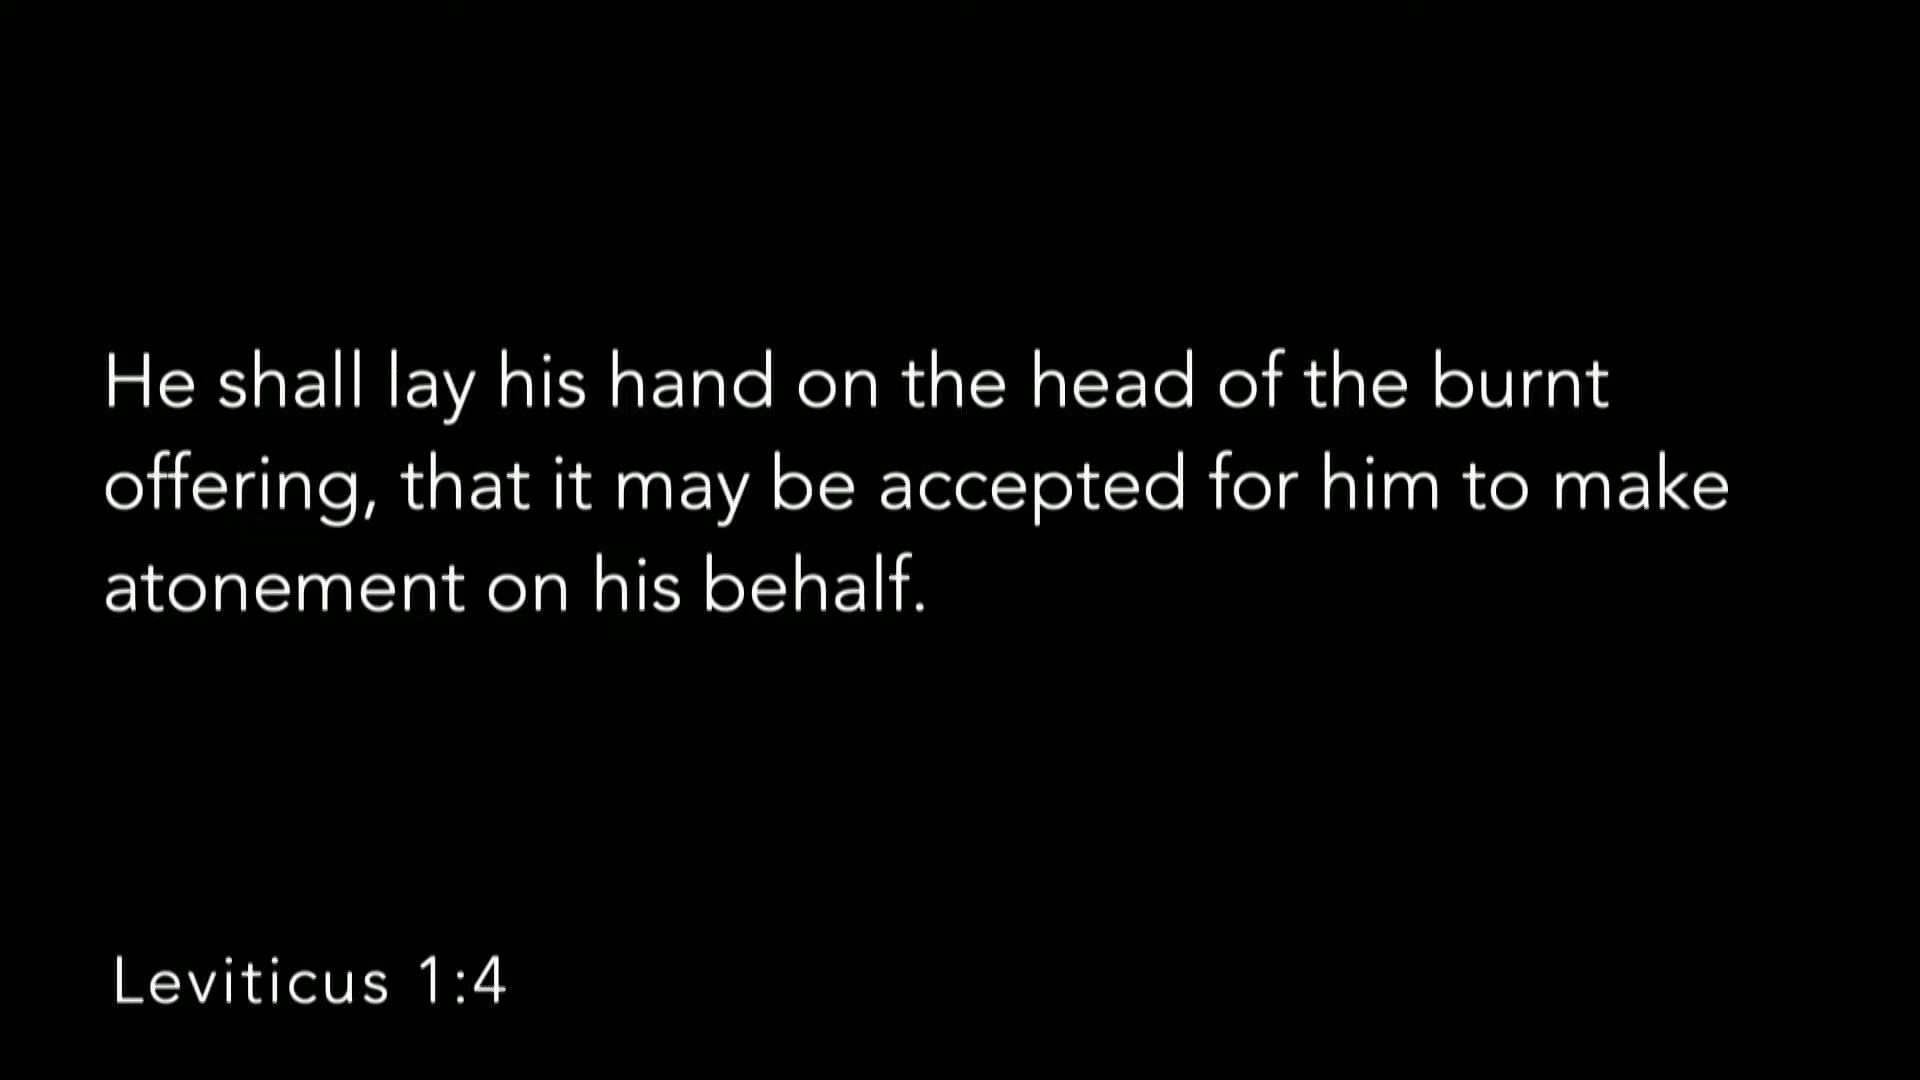 He shall lay his hand on the head of the burnt
offering, that it may be accepted for him to make
atonement on his behalf.
Leviticus 1:4